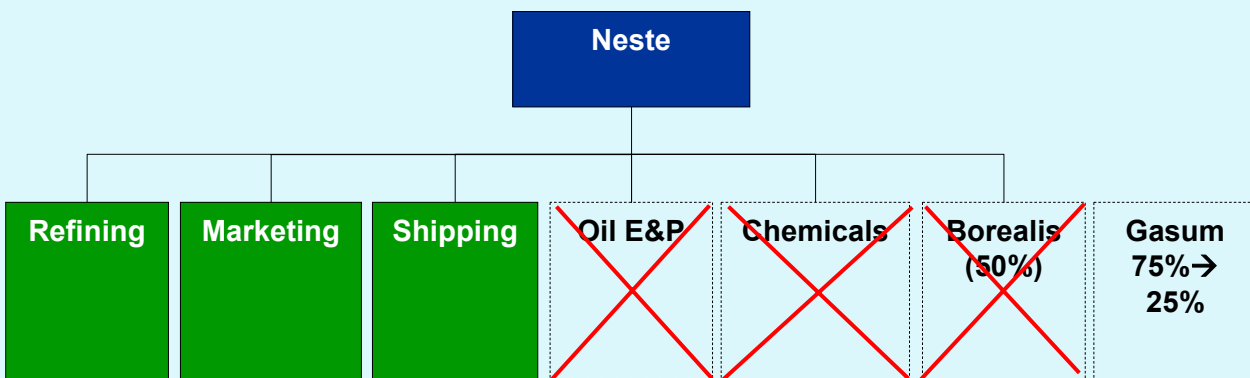 Neste
Refining
Marketing
Shipping
Oil E&P
Chemicals
Borealis
(50%)
Gasum
75%→
25%